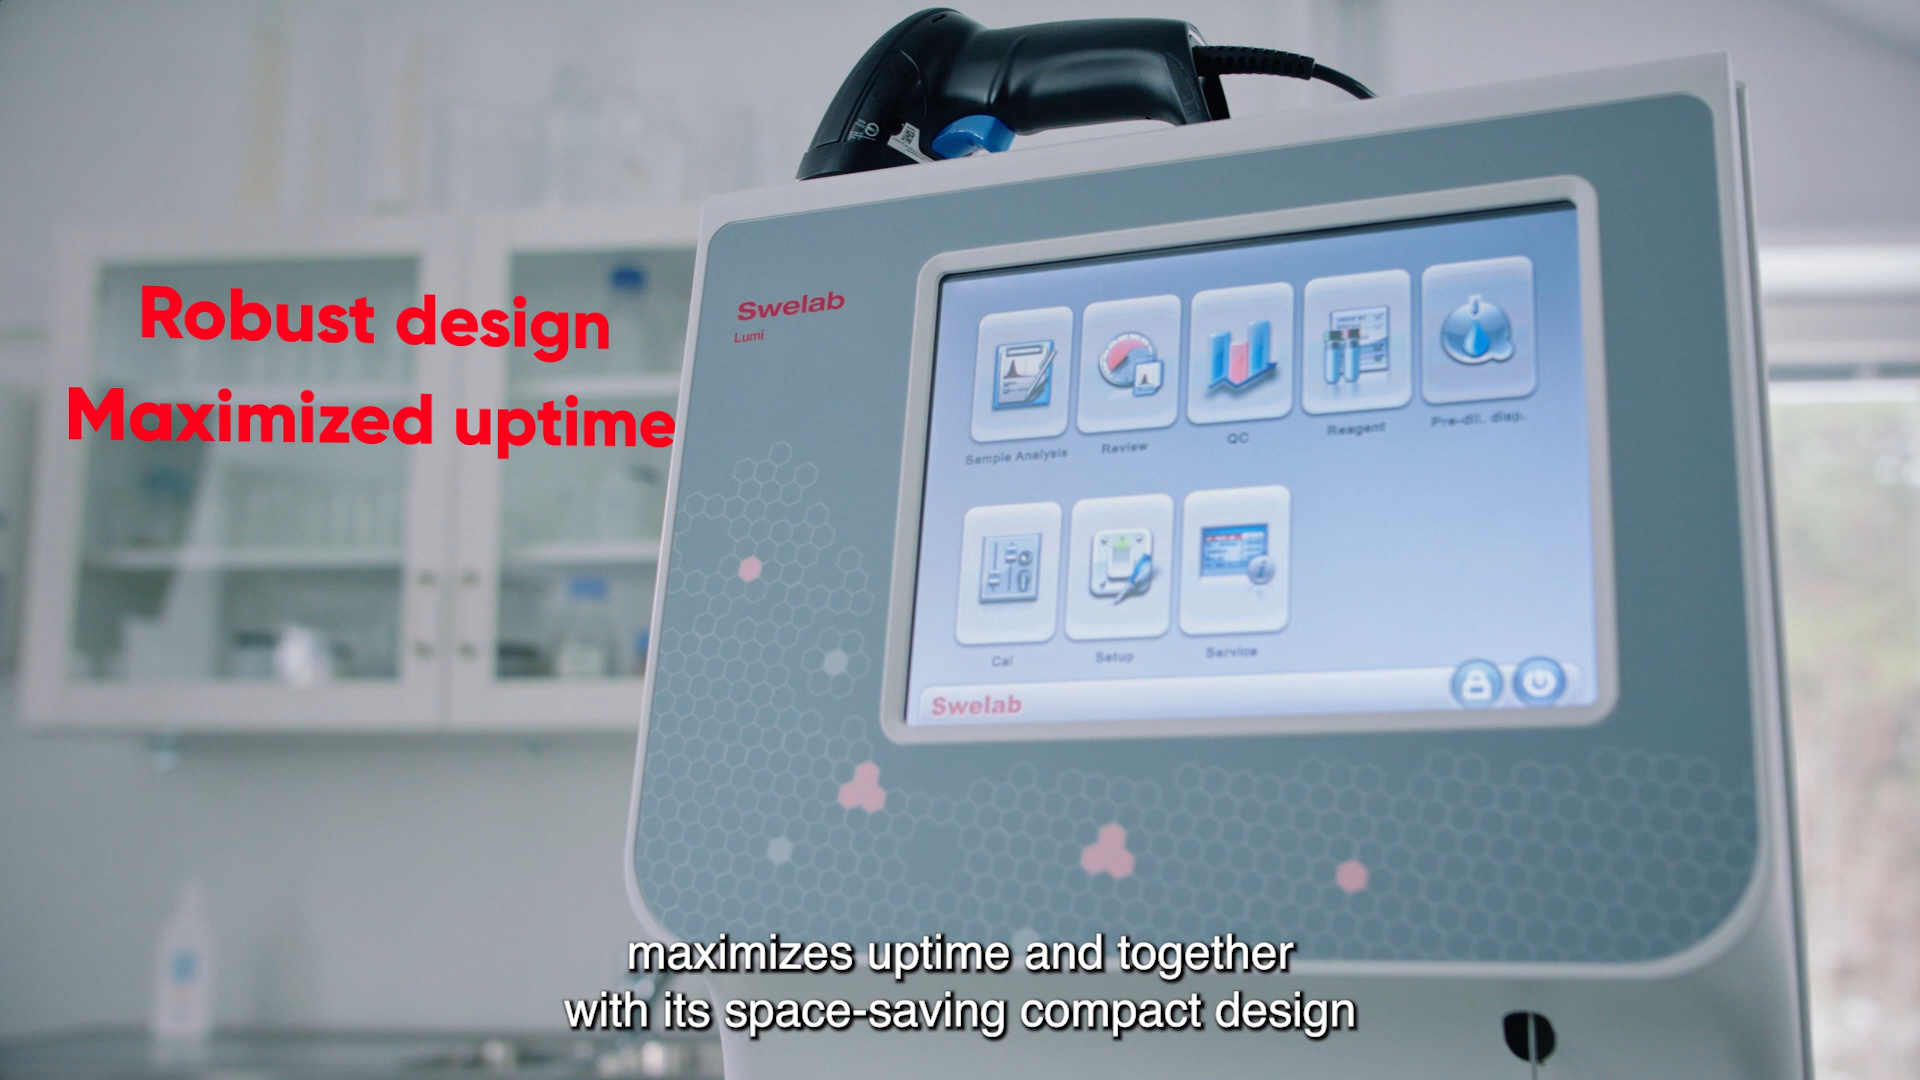 Robust design
Maximized uptime
Swelab
Lumi
Sample Analysis
Review
QC
Reagent
Pre-dil. disp.
Cal
Setup
Service
Swelab
maximizes uptime and together
with its space-saving compact design